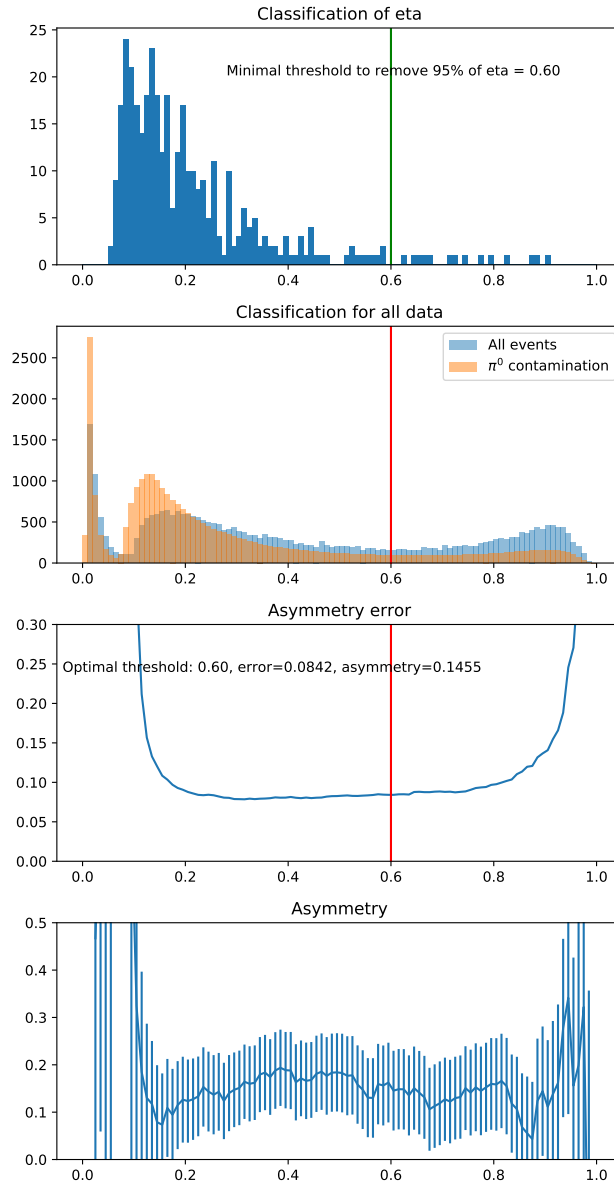 Classification of eta
25
20
15
10
5
0
Minimal threshold to remove 95% of eta = 0.60
0.0 0.2 0.4 0.6 0.8 1.0
Classification for all data
2500
2000
1500
1000
500
0
All events
π⁰ contamination
0.0 0.2 0.4 0.6 0.8 1.0
Asymmetry error
0.30
0.25
0.20
0.15
0.10
0.05
0.00
Optimal threshold: 0.60, error=0.0842, asymmetry=0.1455
0.0 0.2 0.4 0.6 0.8 1.0
Asymmetry
0.5
0.4
0.3
0.2
0.1
0.0
0.0 0.2 0.4 0.6 0.8 1.0